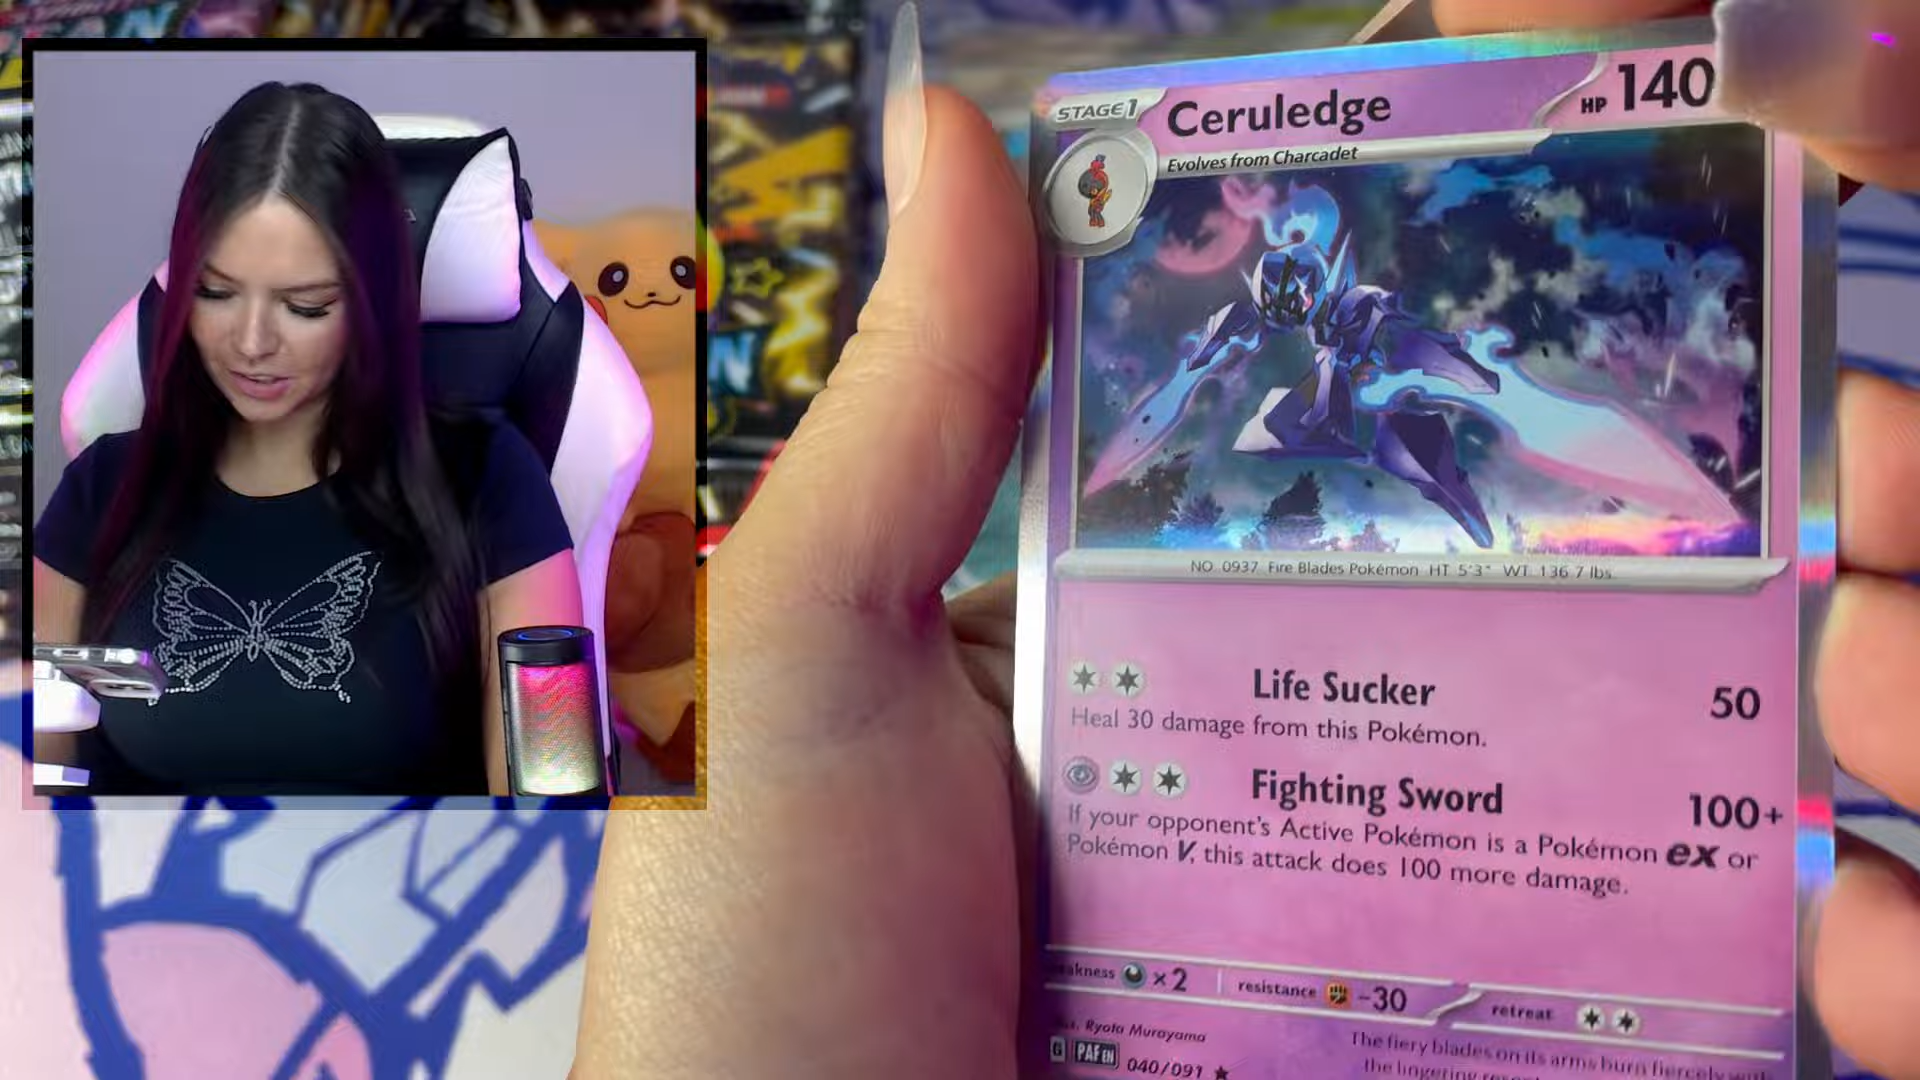 STAGE 1
Ceruledge
HP 140
Evolves from Charcadet
NO. 0937 Fire Blades Pokémon HT 5'3" WT 136.7 lbs.
Life Sucker 50
Heal 30 damage from this Pokémon.
Fighting Sword 100+
If your opponent's Active Pokémon is a Pokémon ex or
Pokémon V, this attack does 100 more damage.
weakness ×2 resistance -30 retreat
Ryota Murayama
G PAF EN 040/091 ★
The fiery blades on its arms burn fiercely with
the lingering